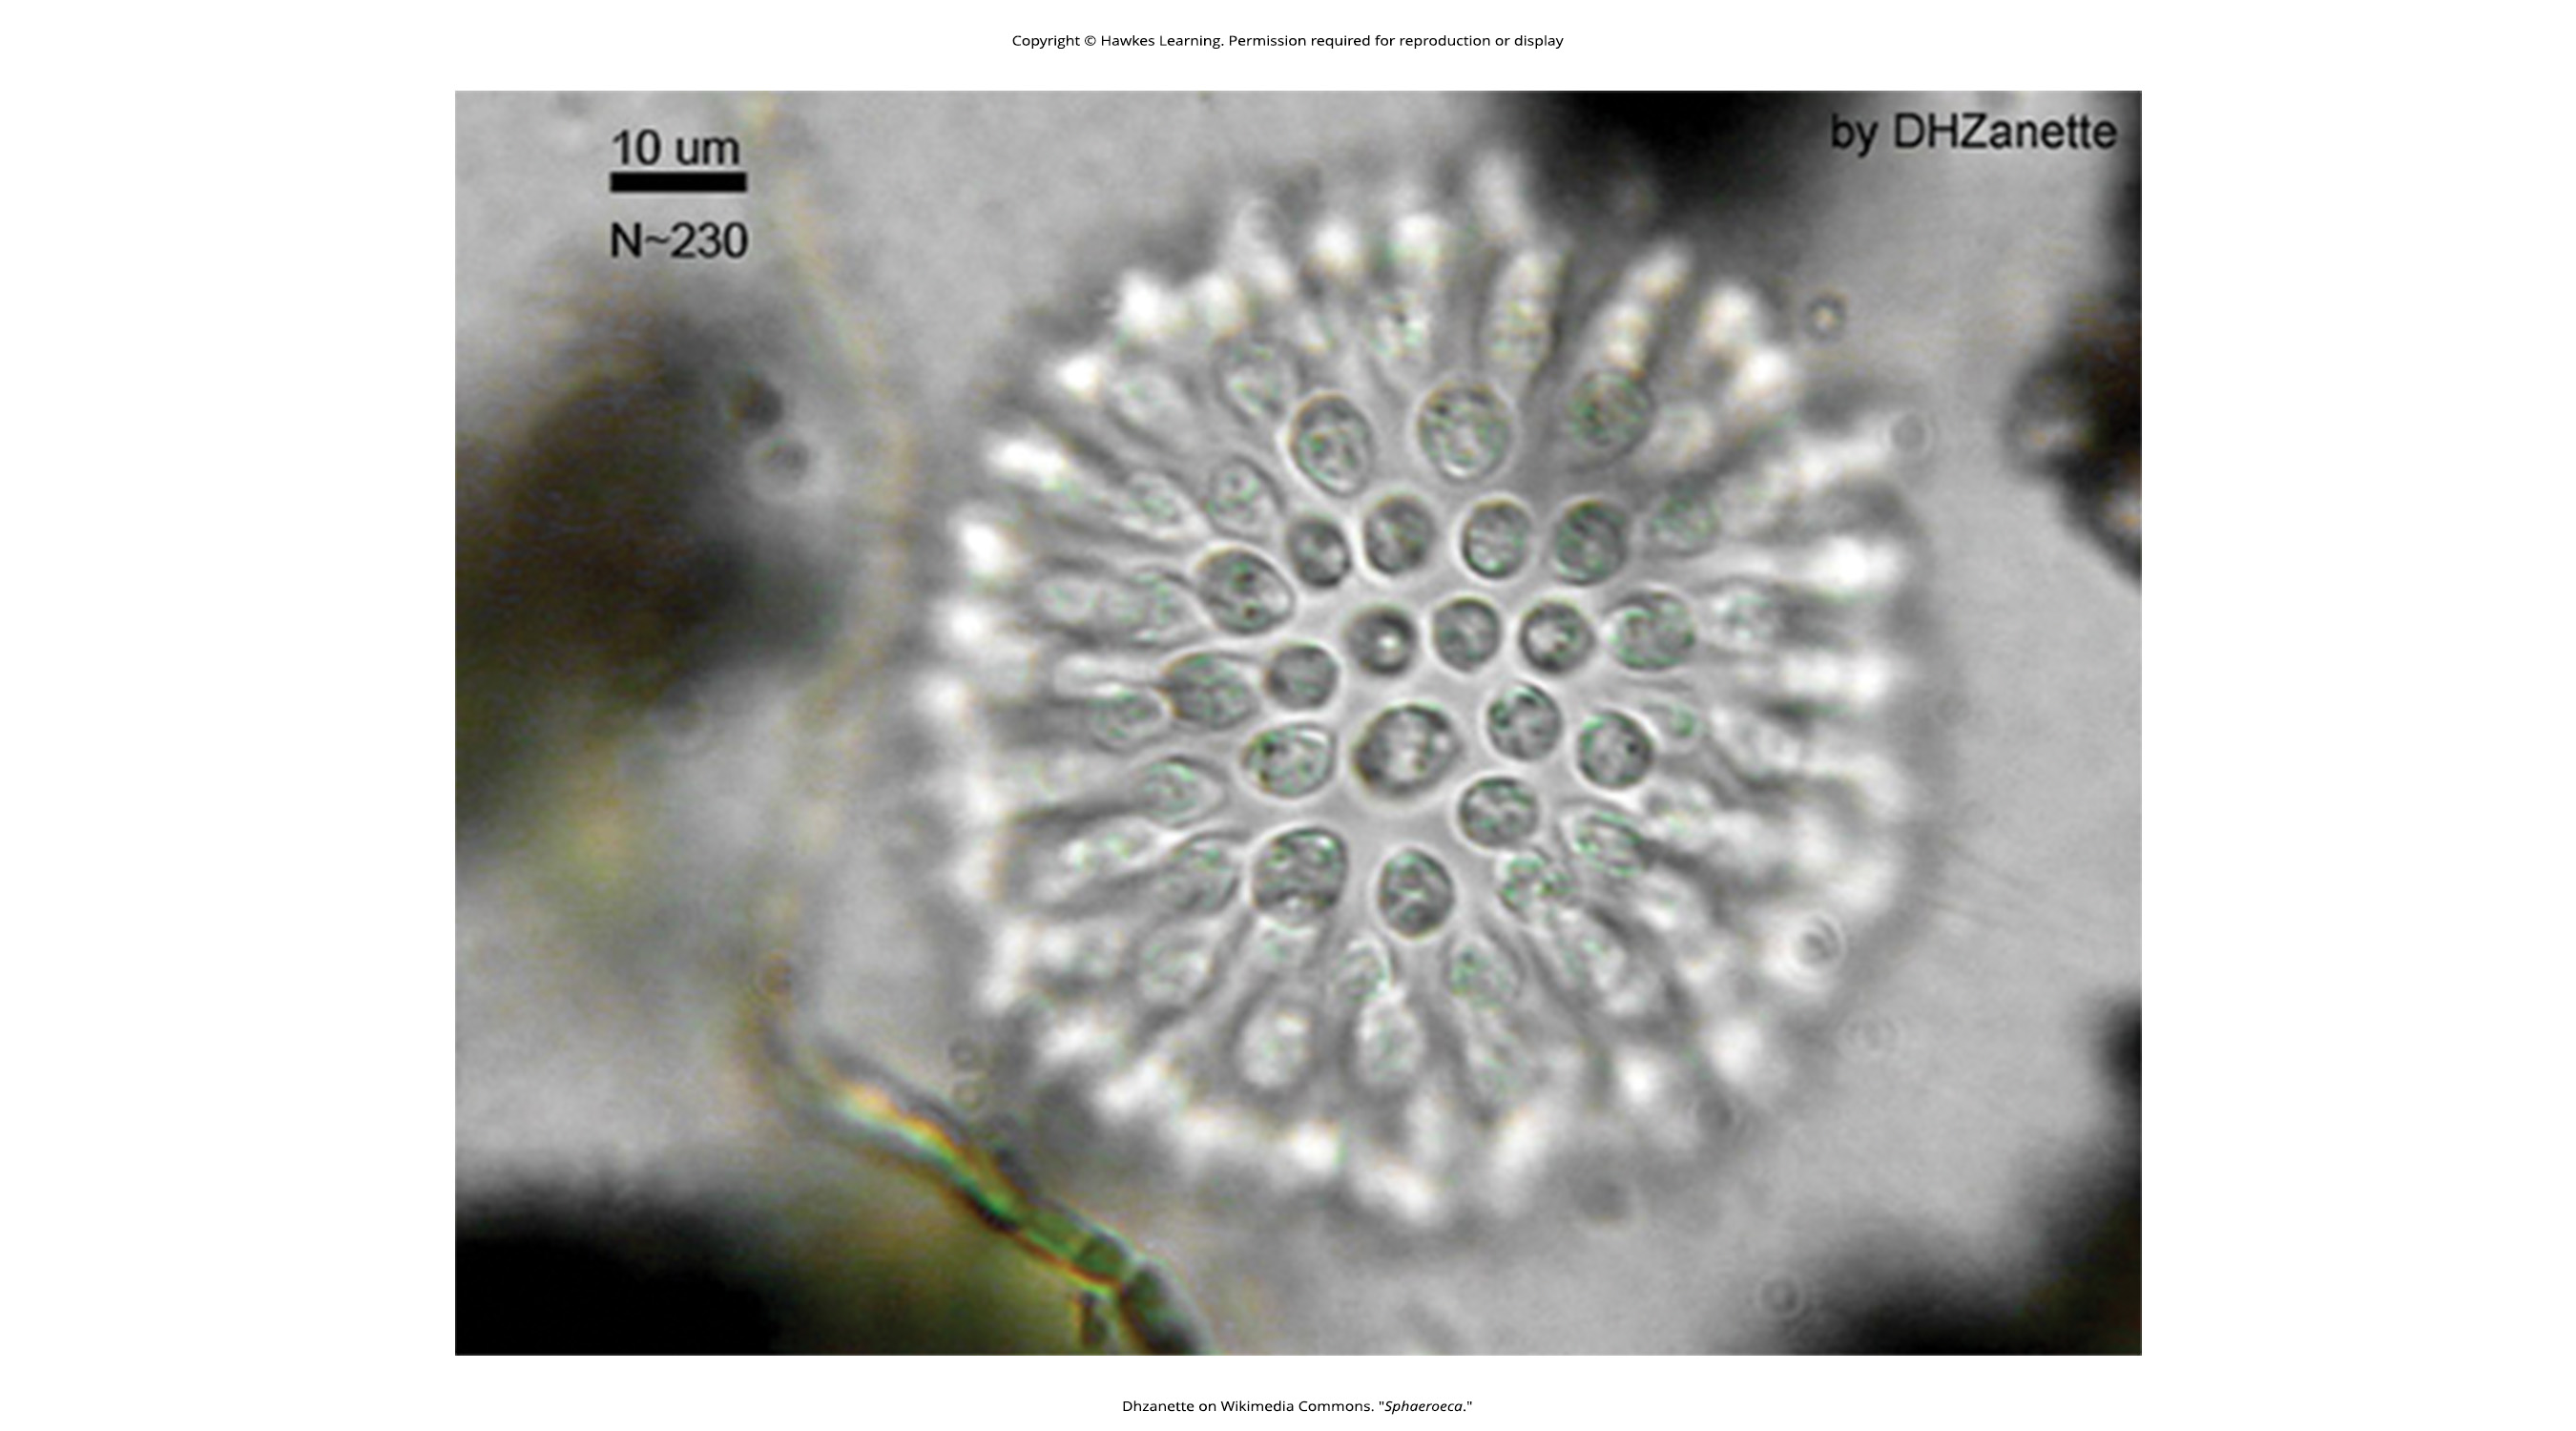 Copyright © Hawkes Learning. Permission required for reproduction or display
10 um
by DHZanette
N~230
Dhzanette on Wikimedia Commons. "Sphaeroeca."